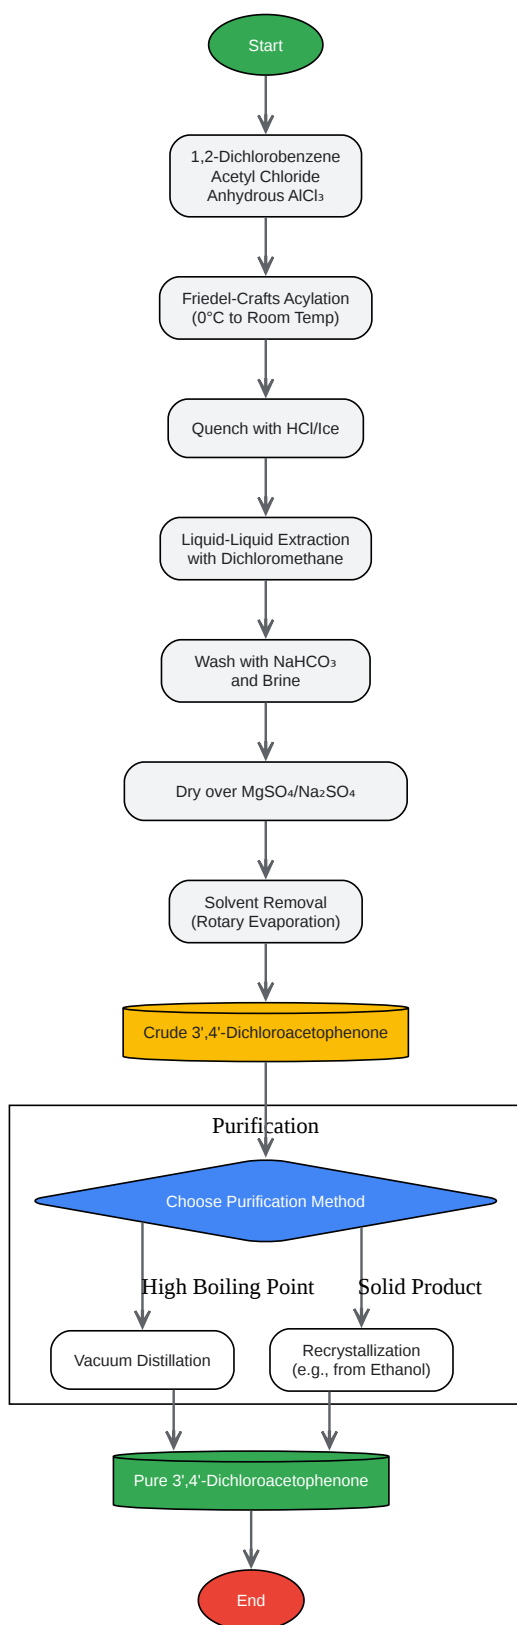 Start
1,2-Dichlorobenzene
Acetyl Chloride
Anhydrous AlCl₃
Friedel-Crafts Acylation
(0°C to Room Temp)
Quench with HCl/Ice
Liquid-Liquid Extraction
with Dichloromethane
Wash with NaHCO₃
and Brine
Dry over MgSO₄/Na₂SO₄
Solvent Removal
(Rotary Evaporation)
Crude 3',4'-Dichloroacetophenone
Purification
Choose Purification Method
High Boiling Point
Solid Product
Vacuum Distillation
Recrystallization
(e.g., from Ethanol)
Pure 3',4'-Dichloroacetophenone
End